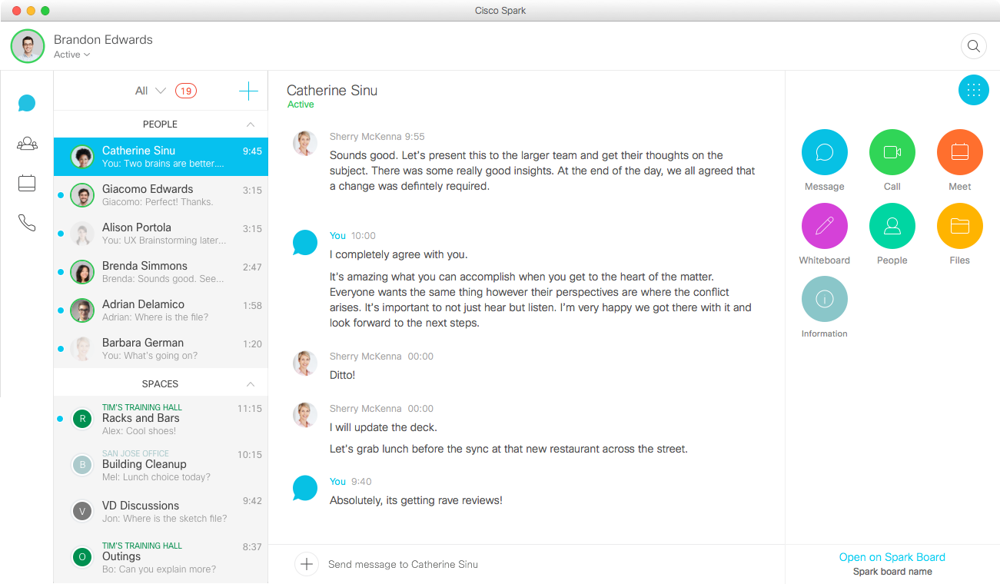 Cisco Spark
Brandon Edwards
Active
All
19
PEOPLE
Catherine Sinu 9:45
You: Two brains are better....
Giacomo Edwards 3:15
Giacomo: Perfect! Thanks.
Alison Portola 3:15
You: UX Brainstorming later...
Brenda Simmons 2:47
Brenda: Sounds good. See...
Adrian Delamico 1:58
Adrian: Where is the file?
Barbara German 1:20
You: What's going on?
SPACES
TIM'S TRAINING HALL 11:15
R Racks and Bars
Alex: Cool shoes!
SAN JOSE OFFICE 10:15
B Building Cleanup
Mel: Lunch choice today?
V VD Discussions 9:42
Jon: Where is the sketch file?
TIM'S TRAINING HALL 8:37
O Outings
Bo: Can you explain more?
Catherine Sinu
Active
Sherry McKenna 9:55
Sounds good. Let's present this to the larger team and get their thoughts on the
subject. There was some really good insights. At the end of the day, we all agreed that
a change was defintely required.
You 10:00
I completely agree with you.
It's amazing what you can accomplish when you get to the heart of the matter.
Everyone wants the same thing however their perspectives are where the conflict
arises. It's important to not just hear but listen. I'm very happy we got there with it and
look forward to the next steps.
Sherry McKenna 00:00
Ditto!
Sherry McKenna 00:00
I will update the deck.
Let's grab lunch before the sync at that new restaurant across the street.
You 9:40
Absolutely, its getting rave reviews!
Send message to Catherine Sinu
Message Call Meet
Whiteboard People Files
Information
Open on Spark Board
Spark board name